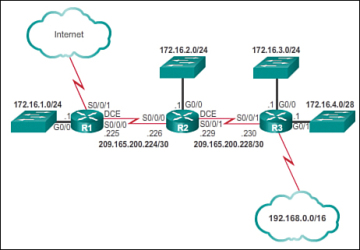 Internet
172.16.2.0/24
172.16.3.0/24
172.16.1.0/24
172.16.4.0/28
S0/0/1
.1 G0/0
.1 G0/0
DCE
S0/0/0
DCE
S0/0/1
.1
.1
G0/0
R1
S0/0/0
R2
S0/0/1
R3
G0/1
.225
.226
.229
.230
209.165.200.224/30
209.165.200.228/30
192.168.0.0/16